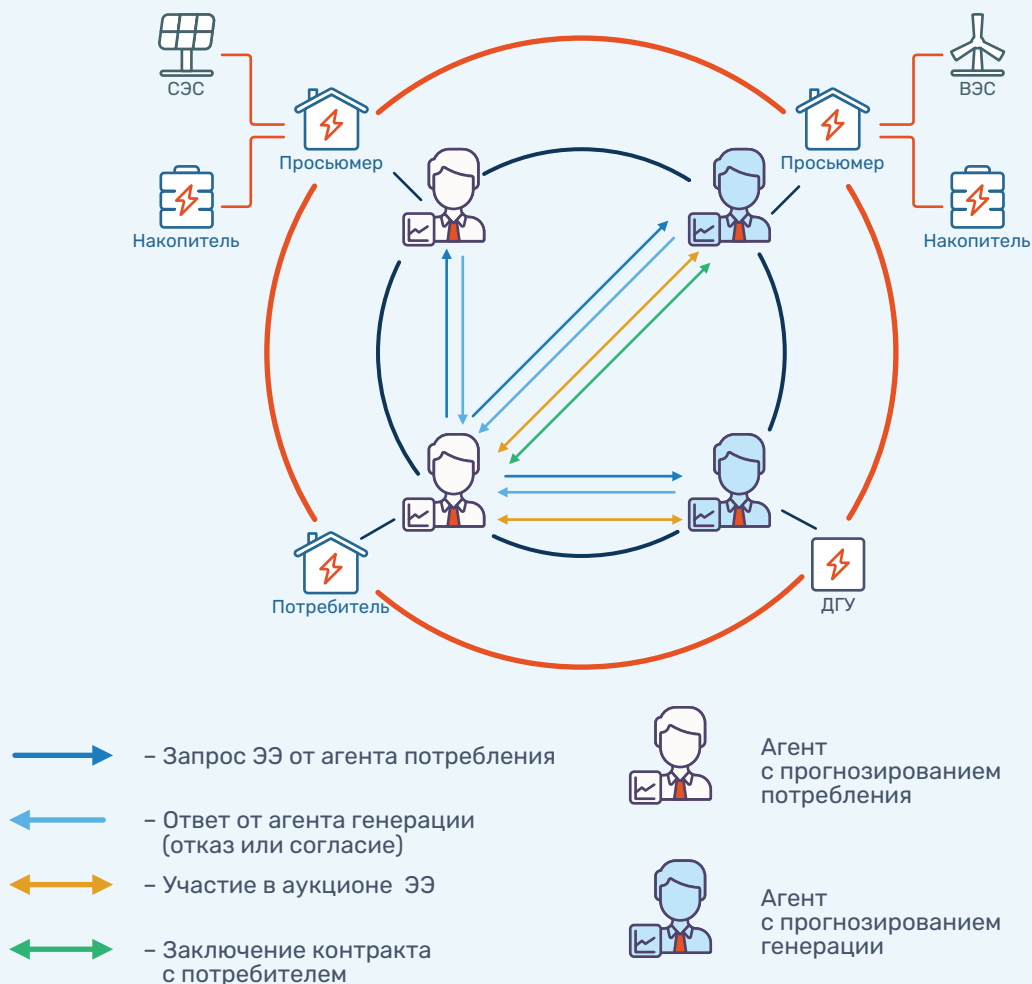 СЭС
ВЭС
Просьюмер
Просьюмер
Накопитель
Накопитель
Потребитель
ДГУ
– Запрос ЭЭ от агента потребления
– Ответ от агента генерации
(отказ или согласие)
– Участие в аукционе ЭЭ
– Заключение контракта
с потребителем
Агент
с прогнозированием
потребления
Агент
с прогнозированием
генерации